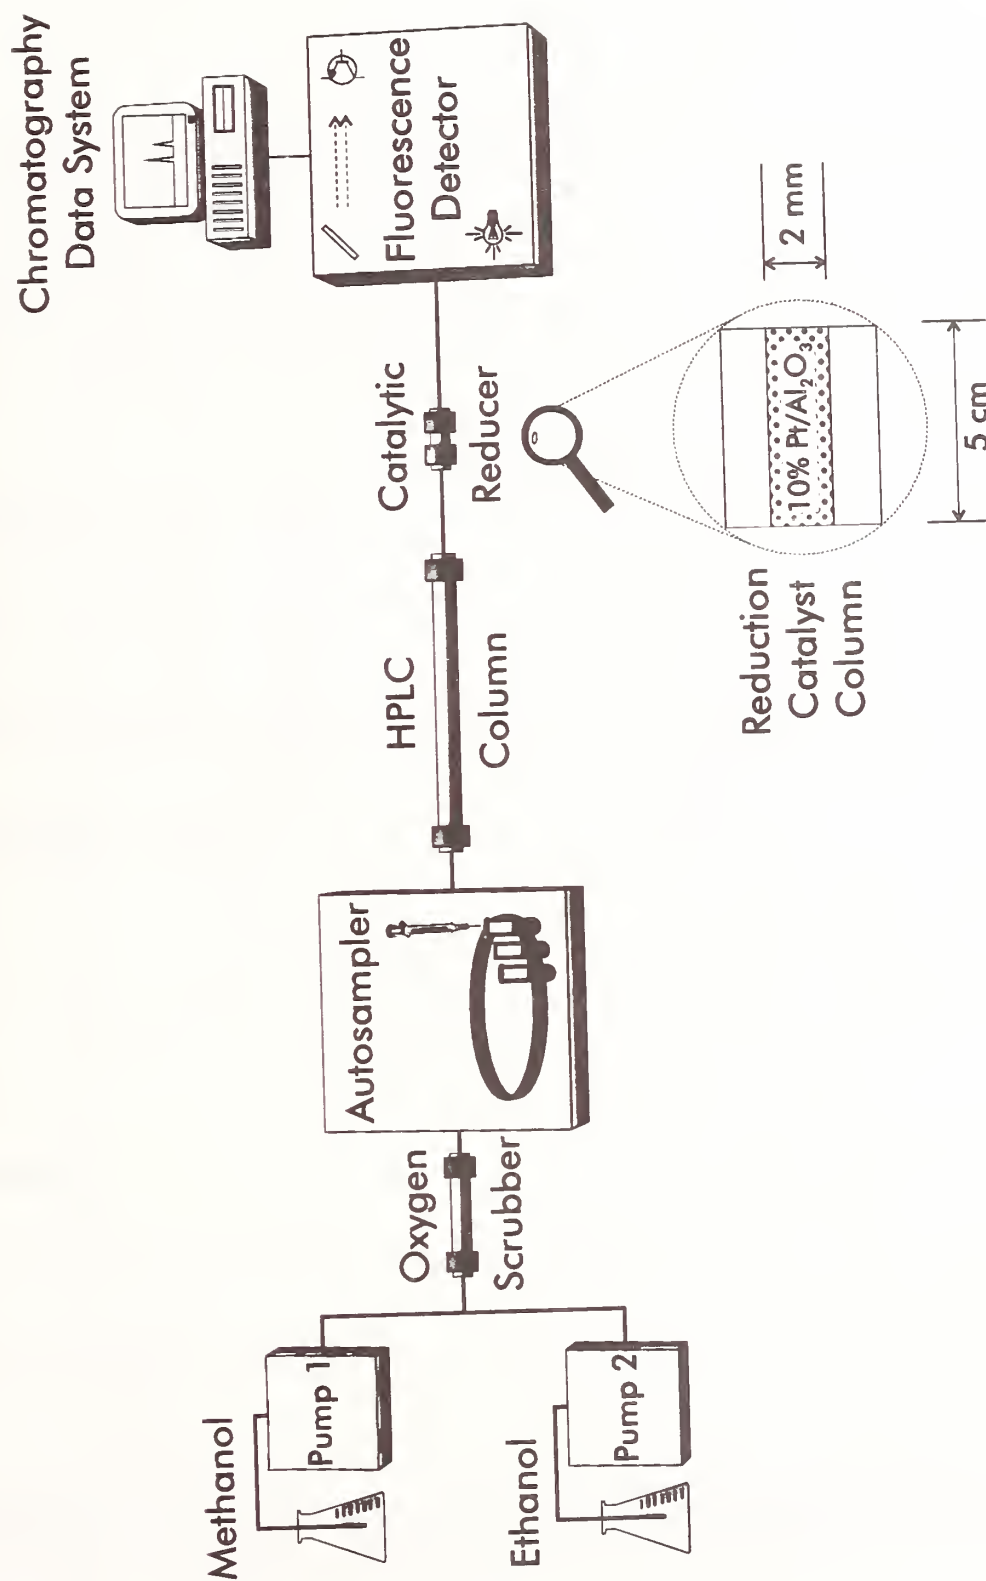 Methanol
Pump 1
Ethanol
Pump 2
Oxygen
Scrubber
Autosampler
HPLC
Column
Catalytic
Reducer
Fluorescence
Detector
Chromatography
Data System
Reduction
Catalyst
Column
10% Pt/Al₂O₃
2 mm
5 cm